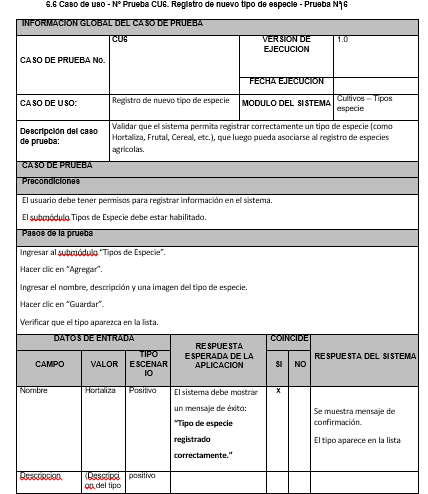 6.6 Caso de uso - Nº Prueba CU6. Registro de nuevo tipo de especie - Prueba Nº6
INFORMACIÓN GLOBAL DEL CASO DE PRUEBA
CASO DE PRUEBA No.
CU6
VERSIÓN DE
EJECUCIÓN
1.0
FECHA EJECUCIÓN
CASO DE USO:
Registro de nuevo tipo de especie
MODULO DEL SISTEMA
Cultivos – Tipos
especie
Descripción del caso
de prueba:
Validar que el sistema permita registrar correctamente un tipo de especie (como
Hortaliza, Frutal, Cereal, etc.), que luego pueda asociarse al registro de especies
agrícolas.
CASO DE PRUEBA
Precondiciones
El usuario debe tener permisos para registrar información en el sistema.
El submódulo Tipos de Especie debe estar habilitado.
Pasos de la prueba
Ingresar al submódulo “Tipos de Especie”.
Hacer clic en “Agregar”.
Ingresar el nombre, descripción y una imagen del tipo de especie.
Hacer clic en “Guardar”.
Verificar que el tipo aparezca en la lista.
DATOS DE ENTRADA
RESPUESTA
ESPERADA DE LA
APLICACION
COINCIDE
RESPUESTA DEL SISTEMA
CAMPO
VALOR
TIPO
ESCENAR
IO
SI
NO
Nombre
Hortaliza
Positivo
El sistema debe mostrar
un mensaje de éxito:
“Tipo de especie
registrado
correctamente.”
x
Se muestra mensaje de
confirmación.
El tipo aparece en la lista
Descripcion
(Descripci
on del tipo
positivo